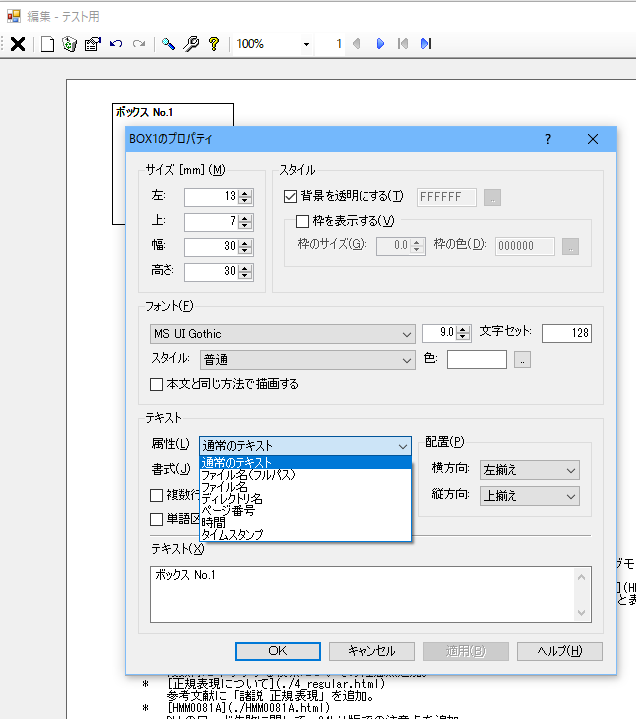 編集 - テスト用
100%
1
ボックス No.1
BOX1のプロパティ
?
サイズ [mm] (M)
左:
13
上:
7
幅:
30
高さ:
30
スタイル
背景を透明にする(T)
FFFFFF
..
枠を表示する(V)
枠のサイズ(G):
0.0
枠の色(D):
000000
..
フォント(F)
MS UI Gothic
9.0
文字セット:
128
スタイル:
普通
色:
..
本文と同じ方法で描画する
テキスト
属性(L)
通常のテキスト
書式(J)
通常のテキスト
ファイル名(フルパス)
ファイル名
ディレクトリ名
ページ番号
時間
タイムスタンプ
複数行
単語区
配置(P)
横方向:
左揃え
縦方向:
上揃え
テキスト(X)
ボックス No.1
OK
キャンセル
適用(B)
ヘルプ(H)
グモ
](H
と表
* [正規表現について](./4_regular.html)
参考文献に「諸説 正規表現」を追加。
* [HMM0081A](./HMM0081A.html)